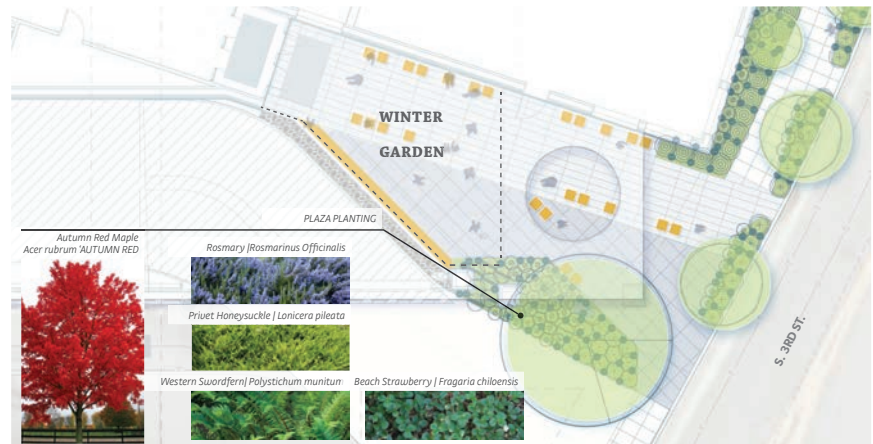 WINTER
GARDEN
PLAZA PLANTING
Autumn Red Maple
Acer rubrum 'AUTUMN RED
Rosmary |Rosmarinus Officinalis
Privet Honeysuckle | Lonicera pileata
Western Swordfern| Polystichum munitum
Beach Strawberry | Fragaria chiloensis
S. 3RD ST.